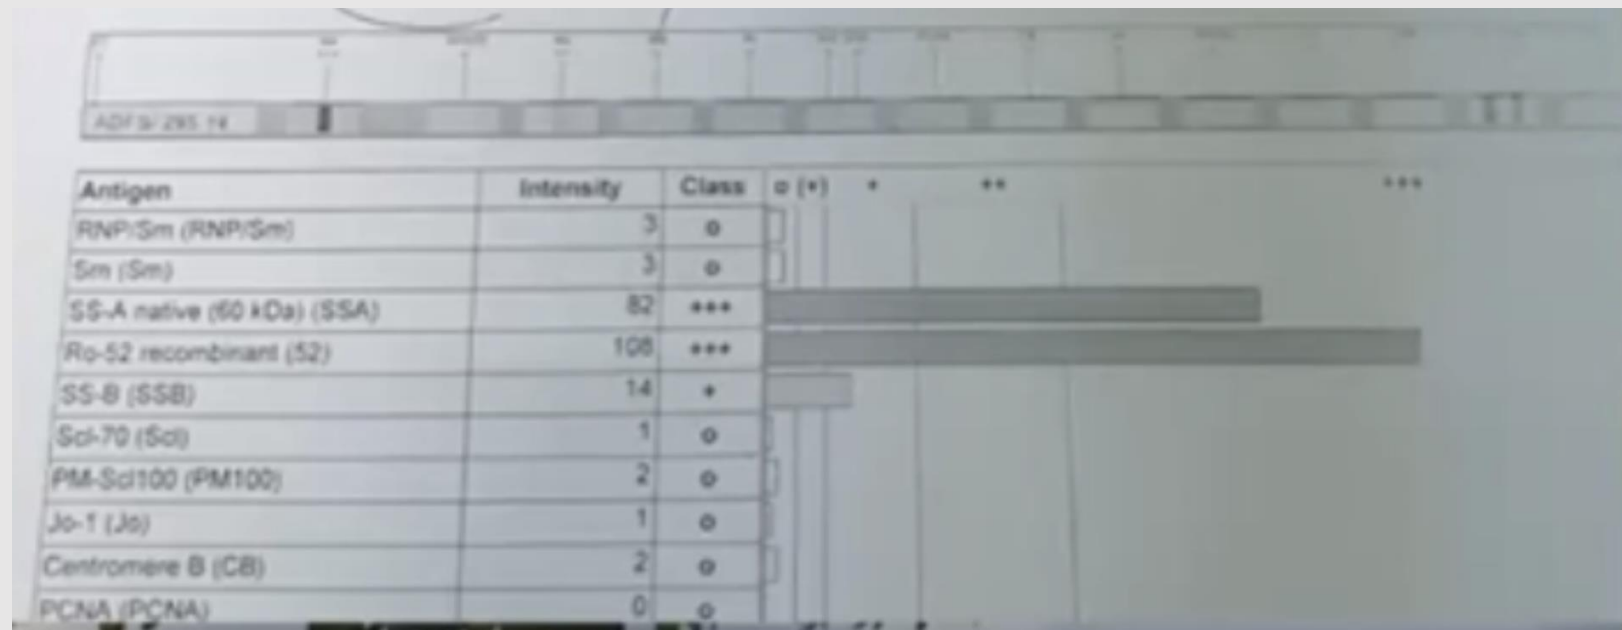 Antigen Intensity Class o (+) + ++ +++
RNP/Sm (RNP/Sm) 3 o
Sm (Sm) 3 o
SS-A native (60 kDa) (SSA) 82 +++
Ro-52 recombinant (52) 108 +++
SS-B (SSB) 14 +
Scl-70 (Scl) 1 o
PM-Scl100 (PM100) 2 o
Jo-1 (Jo) 1 o
Centromere B (CB) 2 o
PCNA (PCNA) 0 o